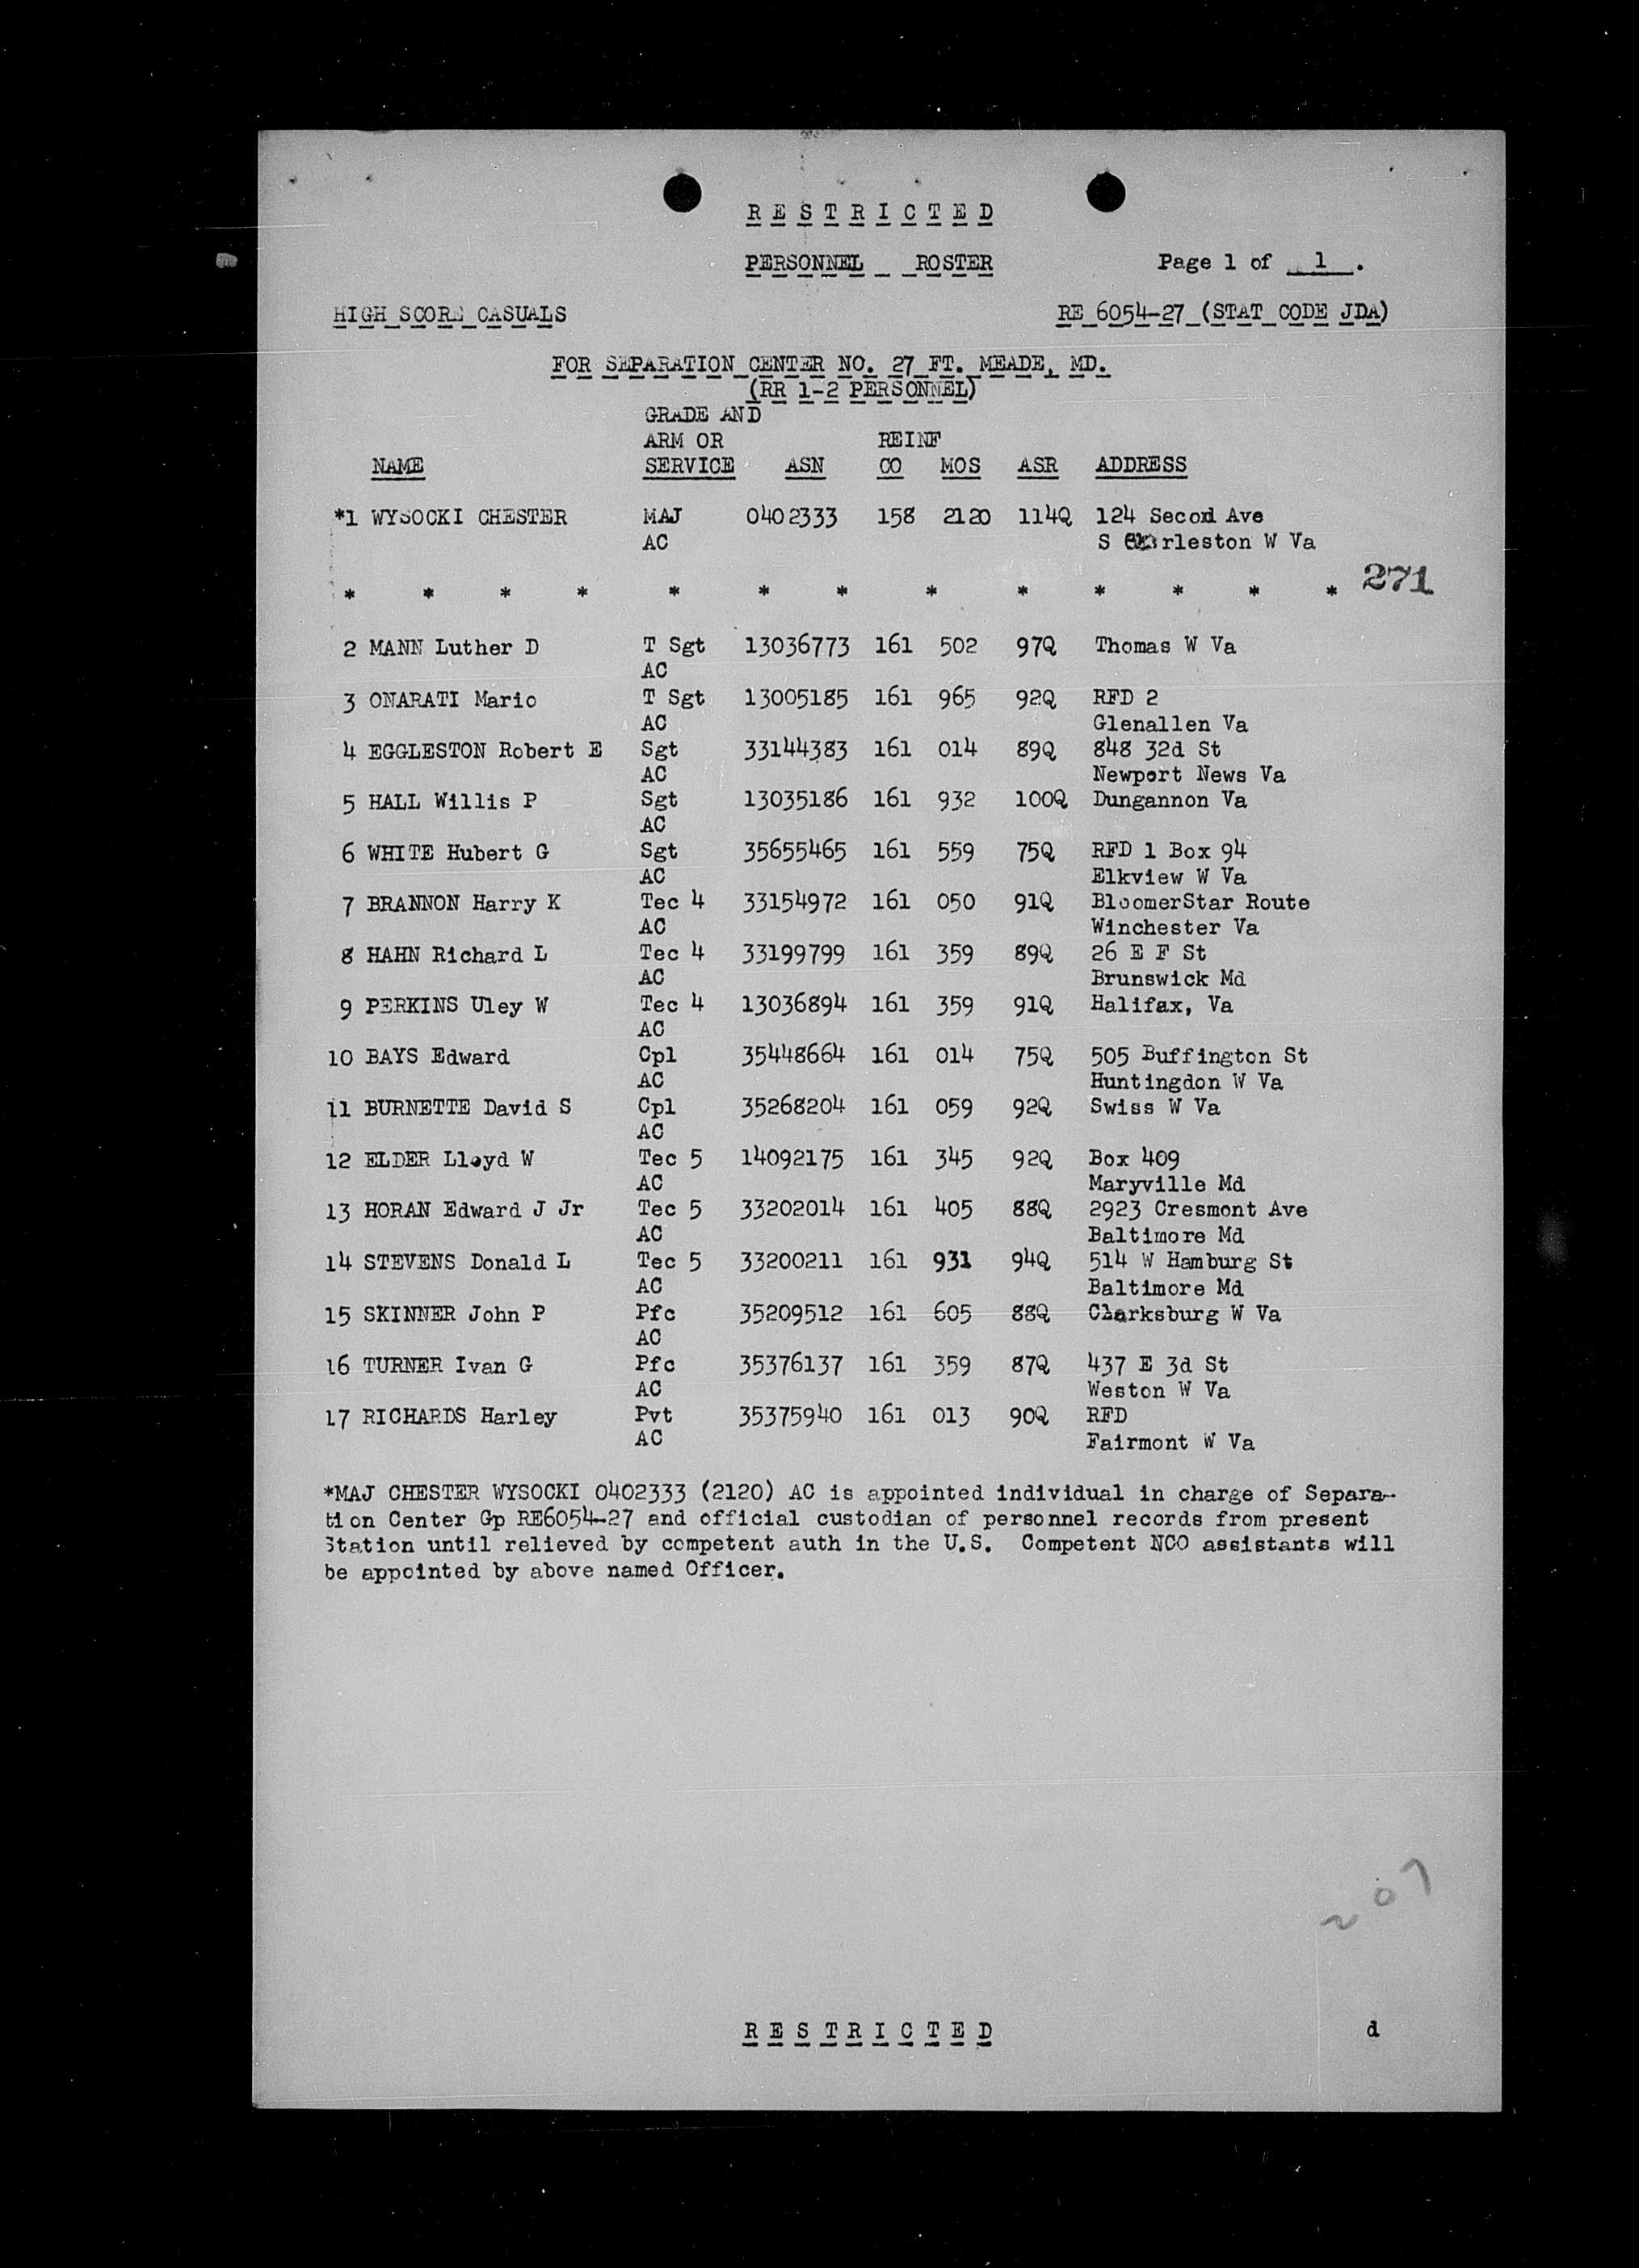 RESTRICTED
PERSONNEL ROSTER Page 1 of 1.
HIGH SCORE CASUALS RE 6054-27 (STAT CODE JDA)
FOR SEPARATION CENTER NO. 27 FT. MEADE, MD.
(RR 1-2 PERSONNEL)
GRADE AND
ARM OR REINF
NAME SERVICE ASN CO MOS ASR ADDRESS
*1 WYSOCKI CHESTER MAJ 0402333 158 2120 114Q 124 Second Ave
AC S Charleston W Va
* * * * * * * * * * * * * 271
2 MANN Luther D T Sgt 13036773 161 502 97Q Thomas W Va
AC
3 ONARATI Mario T Sgt 13005185 161 965 92Q RFD 2
AC Glenallen Va
4 EGGLESTON Robert E Sgt 33144383 161 014 89Q 848 32d St
AC Newport News Va
5 HALL Willis P Sgt 13035186 161 932 100Q Dungannon Va
AC
6 WHITE Hubert G Sgt 35655465 161 559 75Q RFD 1 Box 94
AC Elkview W Va
7 BRANNON Harry K Tec 4 33154972 161 050 91Q BloomerStar Route
AC Winchester Va
8 HAHN Richard L Tec 4 33199799 161 359 89Q 26 E F St
AC Brunswick Md
9 PERKINS Uley W Tec 4 13036894 161 359 91Q Halifax, Va
AC
10 BAYS Edward Cpl 35448664 161 014 75Q 505 Buffington St
AC Huntingdon W Va
11 BURNETTE David S Cpl 35268204 161 059 92Q Swiss W Va
AC
12 ELDER Lloyd W Tec 5 14092175 161 345 92Q Box 409
AC Maryville Md
13 HORAN Edward J Jr Tec 5 33202014 161 405 88Q 2923 Cresmont Ave
AC Baltimore Md
14 STEVENS Donald L Tec 5 33200211 161 931 94Q 514 W Hamburg St
AC Baltimore Md
15 SKINNER John P Pfc 35209512 161 605 88Q Clarksburg W Va
AC
16 TURNER Ivan G Pfc 35376137 161 359 87Q 437 E 3d St
AC Weston W Va
17 RICHARDS Harley Pvt 35375940 161 013 90Q RFD
AC Fairmont W Va
*MAJ CHESTER WYSOCKI 0402333 (2120) AC is appointed individual in charge of Separa-
tion Center Gp RE6054-27 and official custodian of personnel records from present
Station until relieved by competent auth in the U.S. Competent NCO assistants will
be appointed by above named Officer.
207
RESTRICTED d